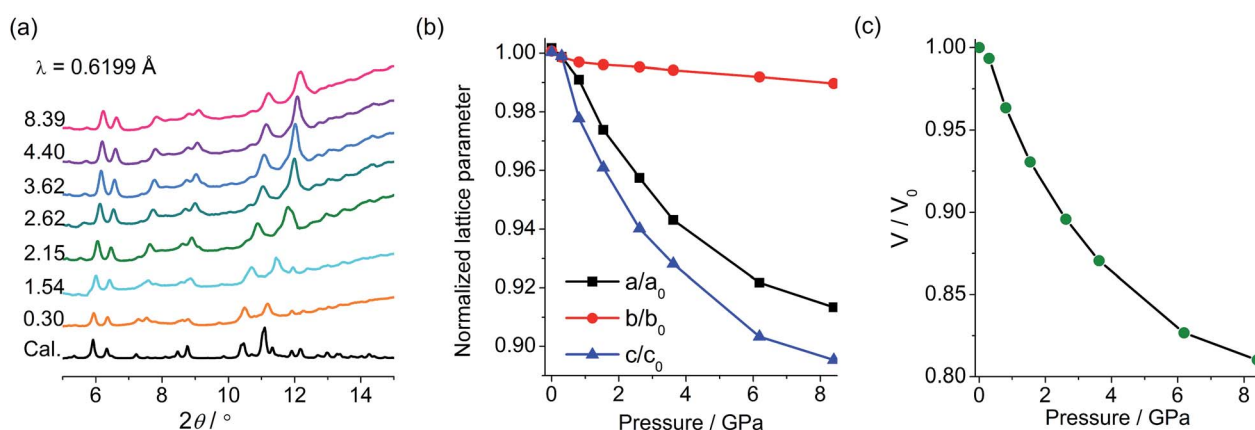 (a)
λ = 0.6199 Å
8.39
4.40
3.62
2.62
2.15
1.54
0.30
Cal.
6 8 10 12 14
2θ / °
(b)
Normalized lattice parameter
1.00
0.98
0.96
0.94
0.92
0.90
a/a₀
b/b₀
c/c₀
0 2 4 6 8
Pressure / GPa
(c)
V / V₀
1.00
0.95
0.90
0.85
0.80
0 2 4 6 8
Pressure / GPa